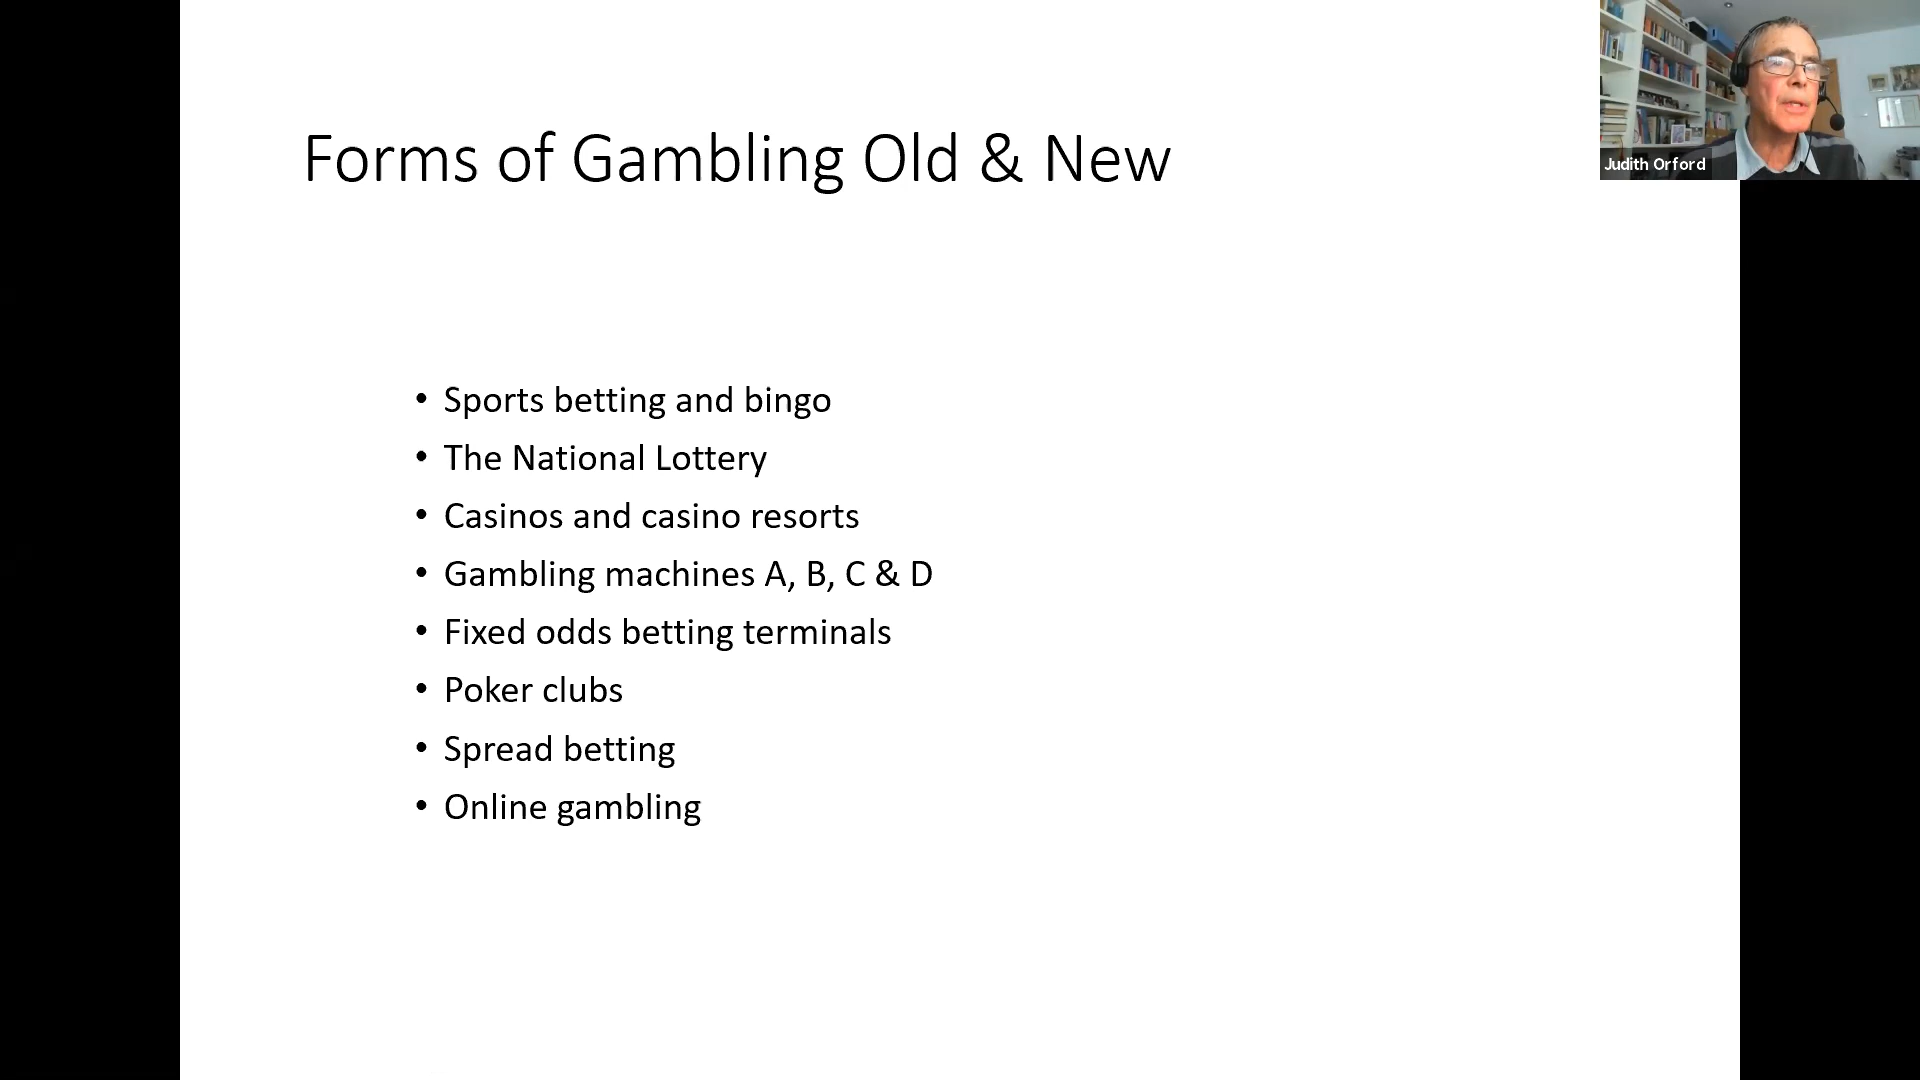 Forms of Gambling Old & New
Judith Orford
• Sports betting and bingo
• The National Lottery
• Casinos and casino resorts
• Gambling machines A, B, C & D
• Fixed odds betting terminals
• Poker clubs
• Spread betting
• Online gambling